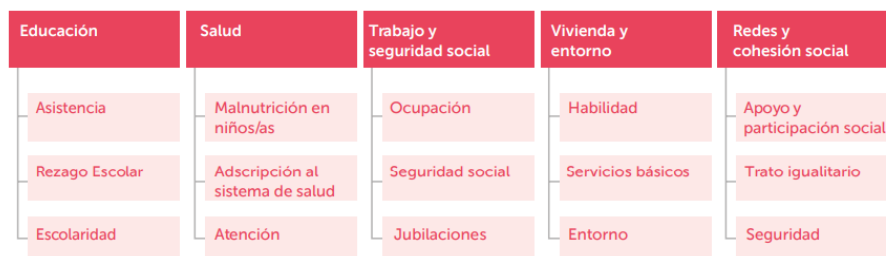 Educación
Asistencia
Rezago Escolar
Escolaridad
Salud
Malnutrición en
niños/as
Adscripción al
sistema de salud
Atención
Trabajo y
seguridad social
Ocupación
Seguridad social
Jubilaciones
Vivienda y
entorno
Habilidad
Servicios básicos
Entorno
Redes y
cohesión social
Apoyo y
participación social
Trato igualitario
Seguridad